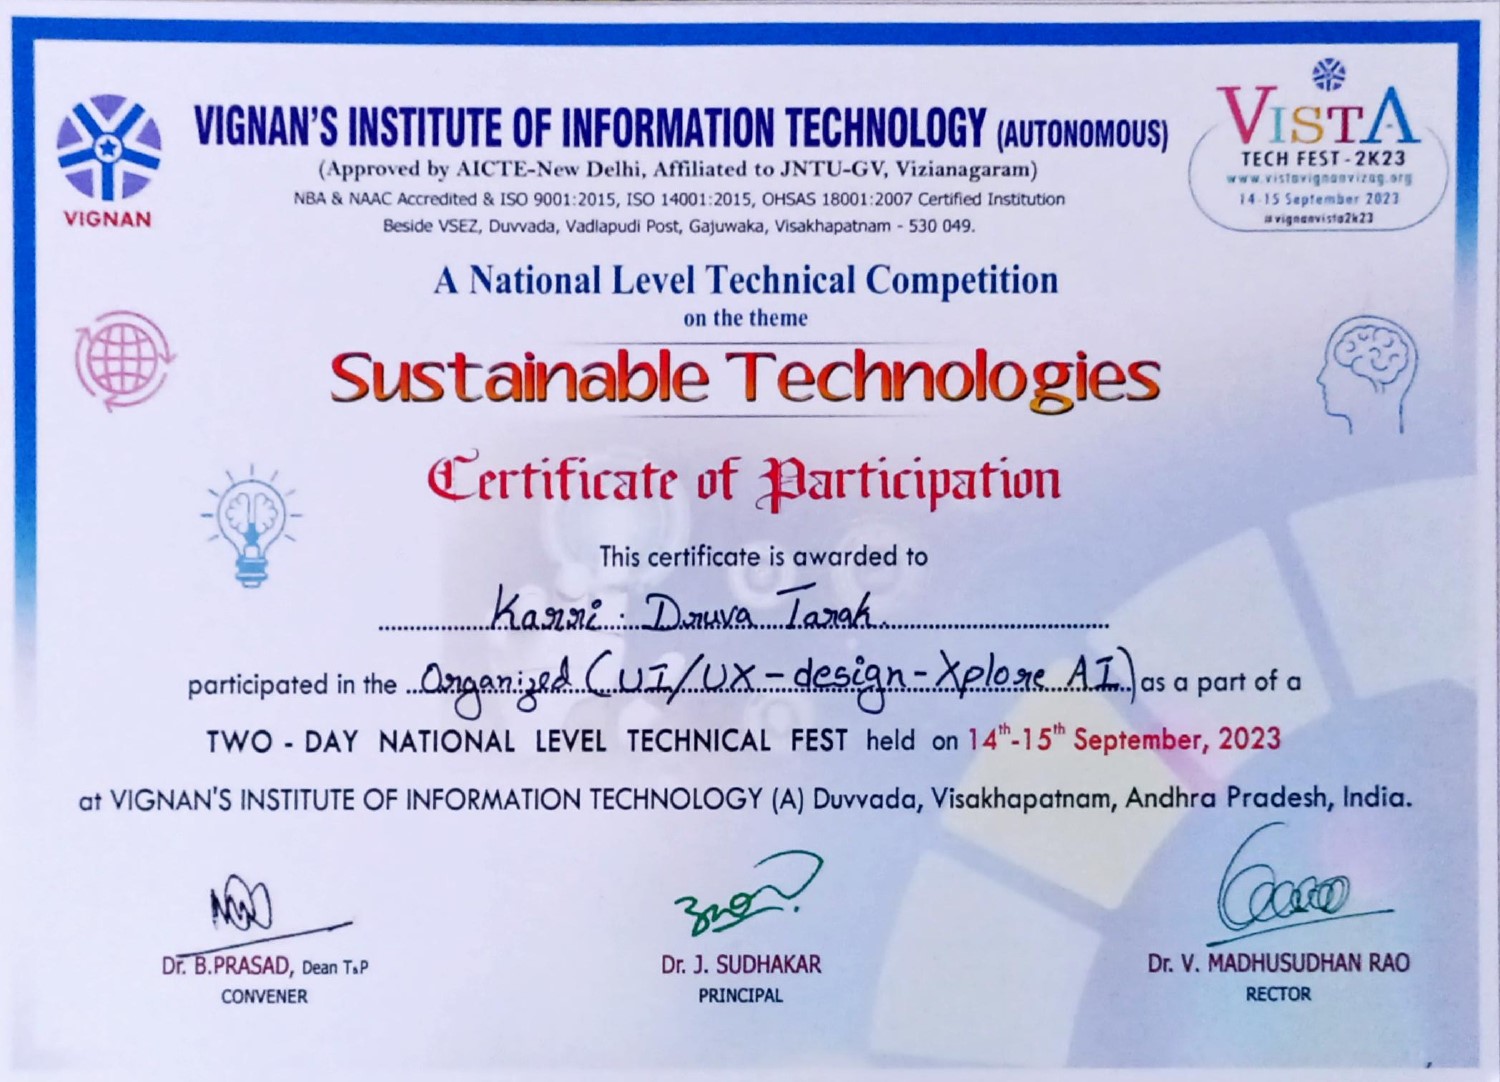 VIGNAN
VIGNAN'S INSTITUTE OF INFORMATION TECHNOLOGY (AUTONOMOUS)
(Approved by AICTE-New Delhi, Affiliated to JNTU-GV, Vizianagaram)
NBA & NAAC Accredited & ISO 9001:2015, ISO 14001:2015, OHSAS 18001:2007 Certified Institution
Beside VSEZ, Duvvada, Vadlapudi Post, Gajuwaka, Visakhapatnam - 530 049.
VISTA
TECH FEST - 2K23
www.vistavignanvizag.org
14-15 September 2023
#vignanvista2k23
A National Level Technical Competition
on the theme
Sustainable Technologies
Certificate of Participation
This certificate is awarded to
Karri. Druva Tarak
participated in the Organized (UI/UX-design-Xplore AI) as a part of a
TWO - DAY NATIONAL LEVEL TECHNICAL FEST held on 14th-15th September, 2023
at VIGNAN'S INSTITUTE OF INFORMATION TECHNOLOGY (A) Duvvada, Visakhapatnam, Andhra Pradesh, India.
Dr. B.PRASAD, Dean T&P
CONVENER
Dr. J. SUDHAKAR
PRINCIPAL
Dr. V. MADHUSUDHAN RAO
RECTOR